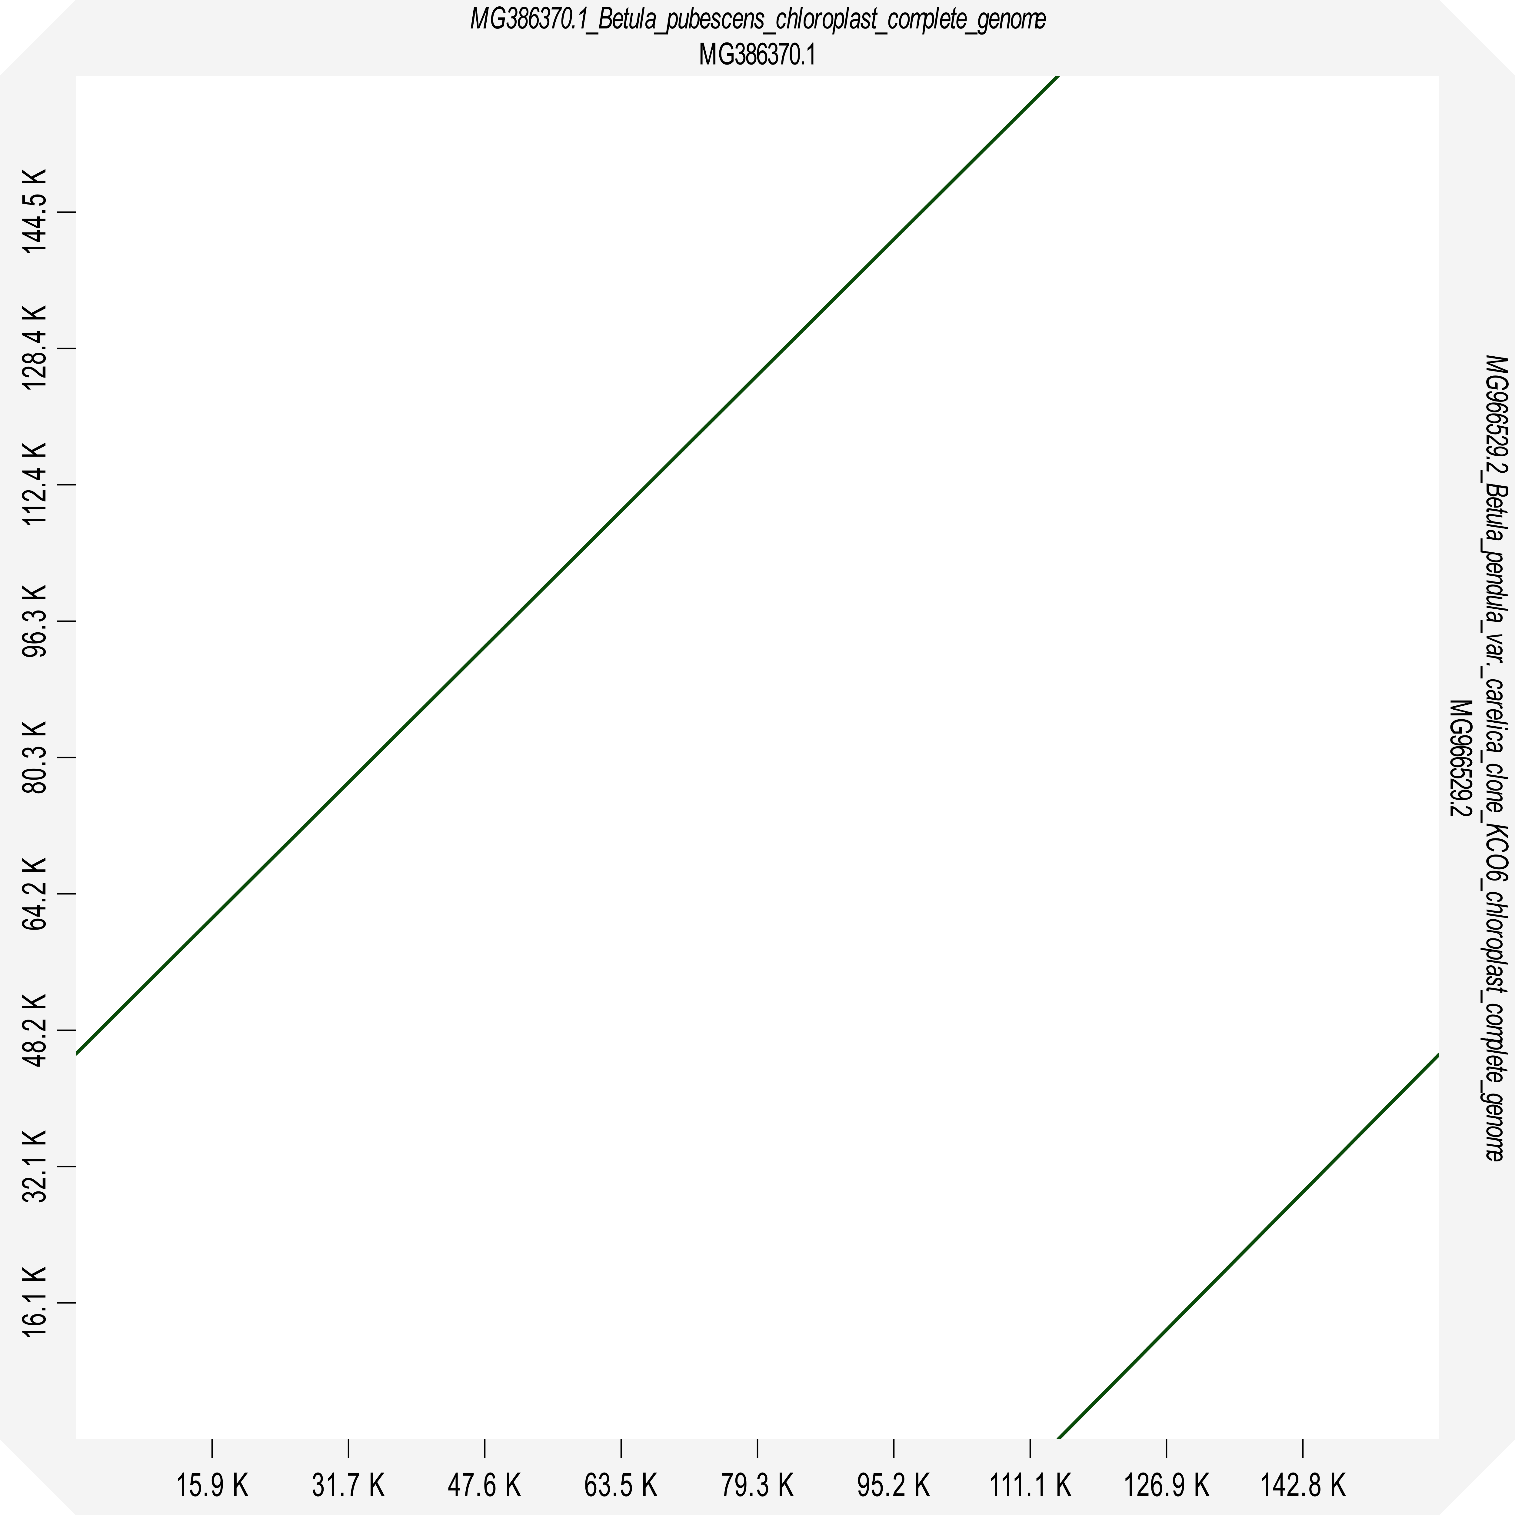 MG386370.1_Betula_pubescens_chloroplast_complete_genome
MG386370.1
144.5 K
128.4 K
112.4 K
96.3 K
80.3 K
64.2 K
48.2 K
32.1 K
16.1 K
MG966529.2_Betula_pendula_var._carelica_clone_KCO6_chloroplast_complete_genome
MG966529.2
15.9 K
31.7 K
47.6 K
63.5 K
79.3 K
95.2 K
111.1 K
126.9 K
142.8 K